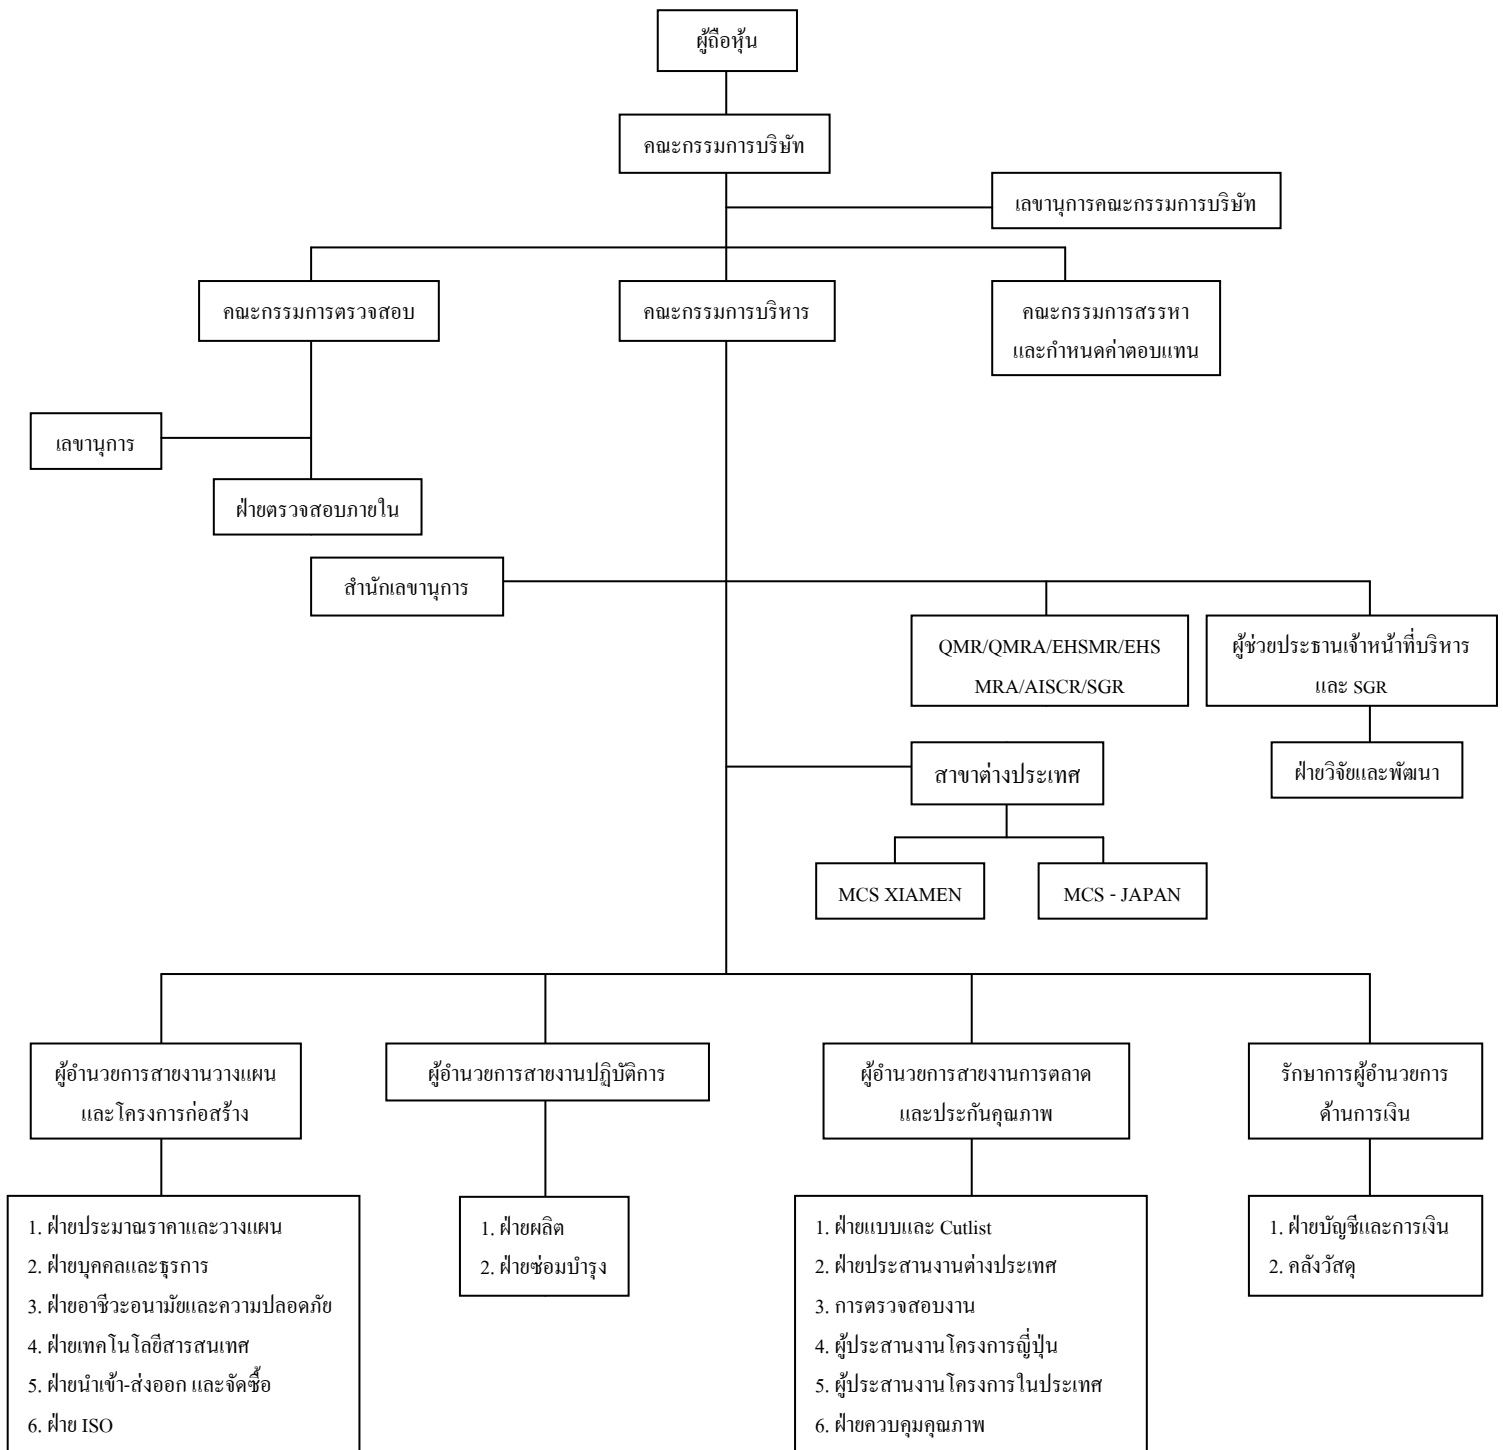 ผู้ถือหุ้น
คณะกรรมการบริษัท
เลขานุการคณะกรรมการบริษัท
คณะกรรมการตรวจสอบ
คณะกรรมการบริหาร
คณะกรรมการสรรหา
และกำหนดค่าตอบแทน
เลขานุการ
ฝ่ายตรวจสอบภายใน
สำนักเลขานุการ
QMR/QMRA/EHSMR/EHS
MRA/AISCR/SGR
ผู้ช่วยประธานเจ้าหน้าที่บริหาร
และ SGR
สาขาต่างประเทศ
ฝ่ายวิจัยและพัฒนา
MCS XIAMEN
MCS - JAPAN
ผู้อำนวยการสายงานวางแผน
และโครงการก่อสร้าง
ผู้อำนวยการสายงานปฏิบัติการ
ผู้อำนวยการสายงานการตลาด
และประกันคุณภาพ
รักษาการผู้อำนวยการ
ด้านการเงิน
1. ฝ่ายประมาณราคาและวางแผน
2. ฝ่ายบุคคลและธุรการ
3. ฝ่ายอาชีวะอนามัยและความปลอดภัย
4. ฝ่ายเทคโนโลยีสารสนเทศ
5. ฝ่ายนำเข้า-ส่งออก และจัดซื้อ
6. ฝ่าย ISO
1. ฝ่ายผลิต
2. ฝ่ายซ่อมบำรุง
1. ฝ่ายแบบและ Cutlist
2. ฝ่ายประสานงานต่างประเทศ
3. การตรวจสอบงาน
4. ผู้ประสานงานโครงการญี่ปุ่น
5. ผู้ประสานงานโครงการในประเทศ
6. ฝ่ายควบคุมคุณภาพ
1. ฝ่ายบัญชีและการเงิน
2. คลังวัสดุ